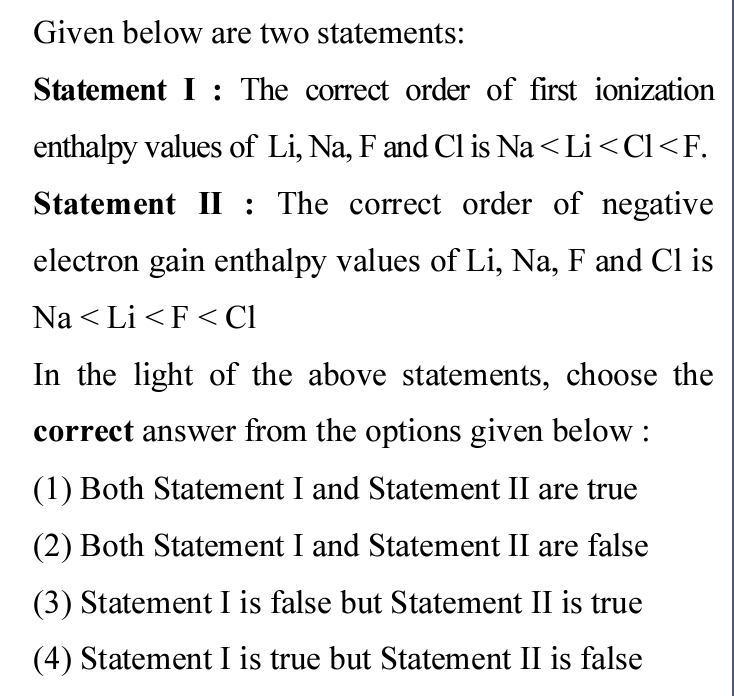 Given below are two statements:
Statement I : The correct order of first ionization
enthalpy values of Li, Na, F and Cl is Na < Li < Cl < F.
Statement II : The correct order of negative
electron gain enthalpy values of Li, Na, F and Cl is
Na < Li < F < Cl
In the light of the above statements, choose the
correct answer from the options given below :
(1) Both Statement I and Statement II are true
(2) Both Statement I and Statement II are false
(3) Statement I is false but Statement II is true
(4) Statement I is true but Statement II is false